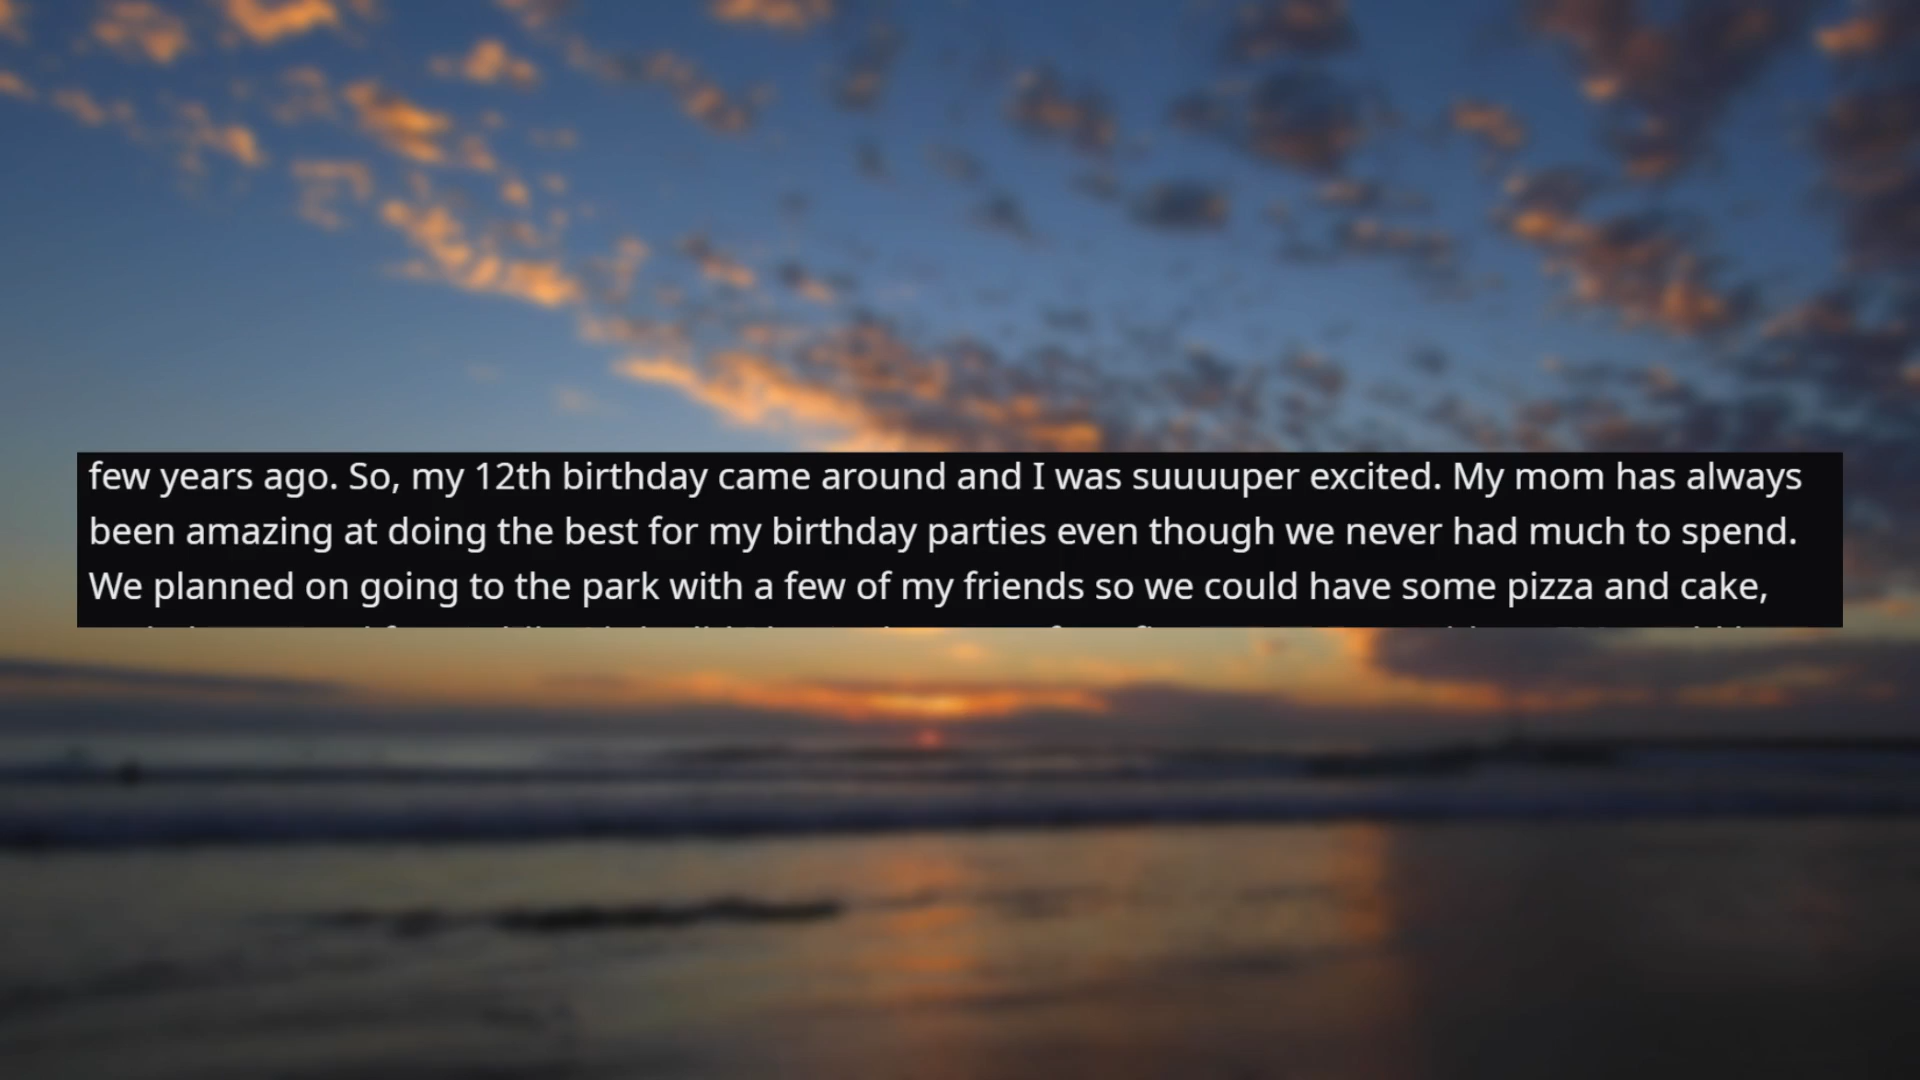 few years ago. So, my 12th birthday came around and I was suuuuper excited. My mom has always
been amazing at doing the best for my birthday parties even though we never had much to spend.
We planned on going to the park with a few of my friends so we could have some pizza and cake,